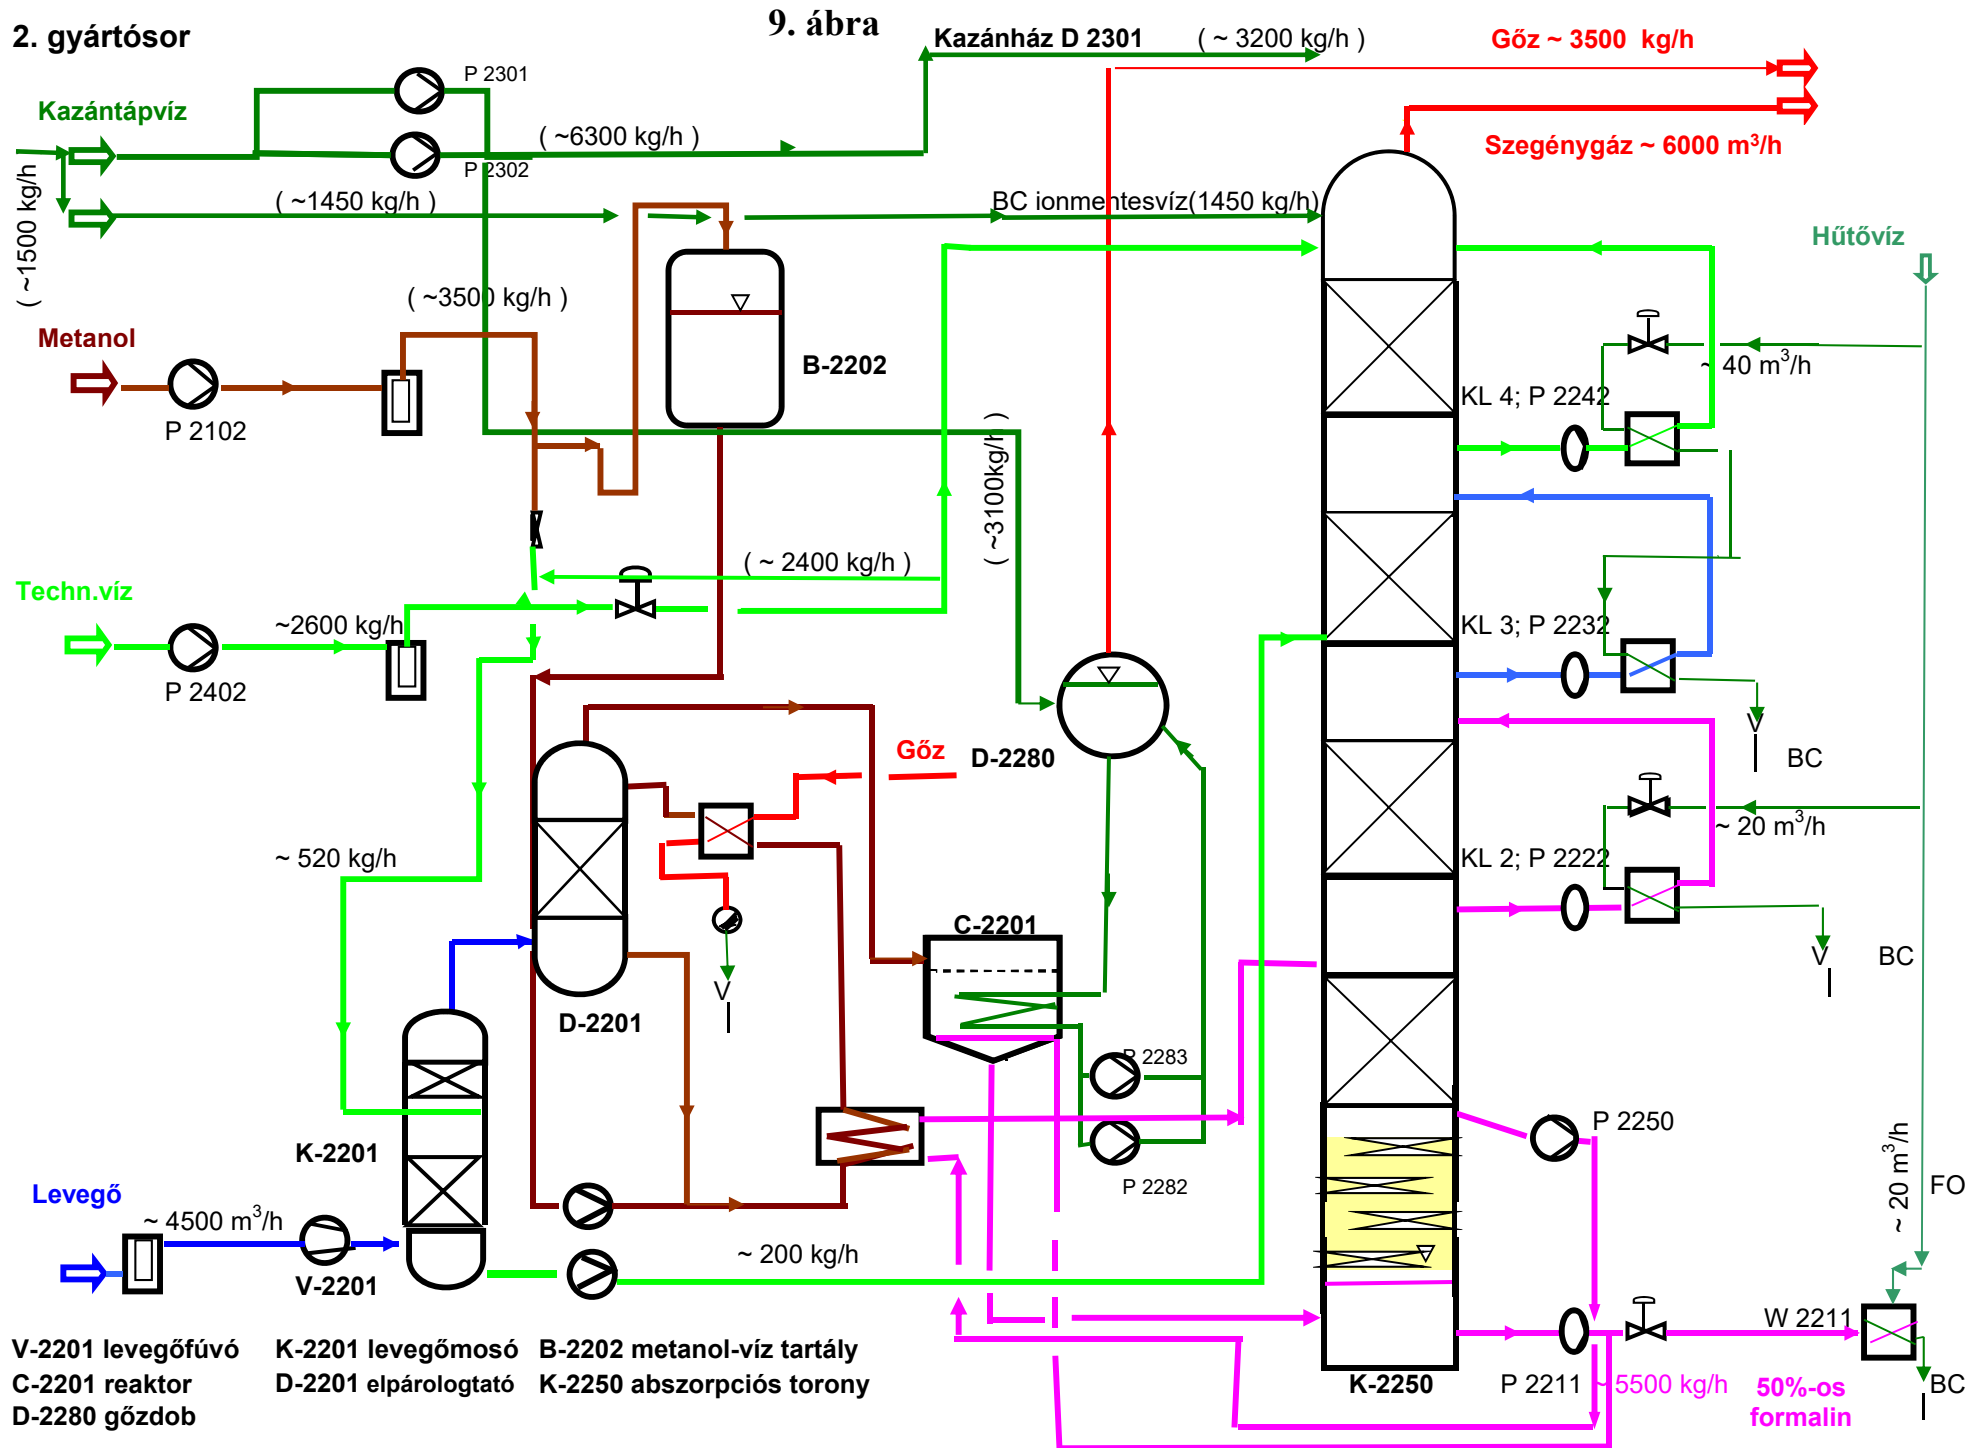 9. ábra
2. gyártósor
Kazánház D 2301
( ~ 3200 kg/h )
Gőz ~ 3500 kg/h
P 2301
Kazántápvíz
( ~6300 kg/h )
Szegénygáz ~ 6000 m³/h
P 2302
( ~1500 kg/h
( ~1450 kg/h )
BC ionmentesvíz(1450 kg/h)
Hűtővíz
( ~3500 kg/h )
Metanol
B-2202
~ 40 m³/h
KL 4; P 2242
P 2102
( ~3100kg/h )
( ~ 2400 kg/h )
Techn.víz
~2600 kg/h
KL 3; P 2232
P 2402
Gőz
D-2280
V
BC
~ 20 m³/h
~ 520 kg/h
KL 2; P 2222
C-2201
V
BC
V
D-2201
P 2283
P 2250
K-2201
P 2282
~ 20 m³/h
FO
Levegő
~ 4500 m³/h
~ 200 kg/h
V-2201
W 2211
V-2201 levegőfúvó
K-2201 levegőmosó
B-2202 metanol-víz tartály
C-2201 reaktor
D-2201 elpárologtató
K-2250 abszorpciós torony
K-2250
P 2211
~ 5500 kg/h
50%-os
formalin
BC
D-2280 gőzdob